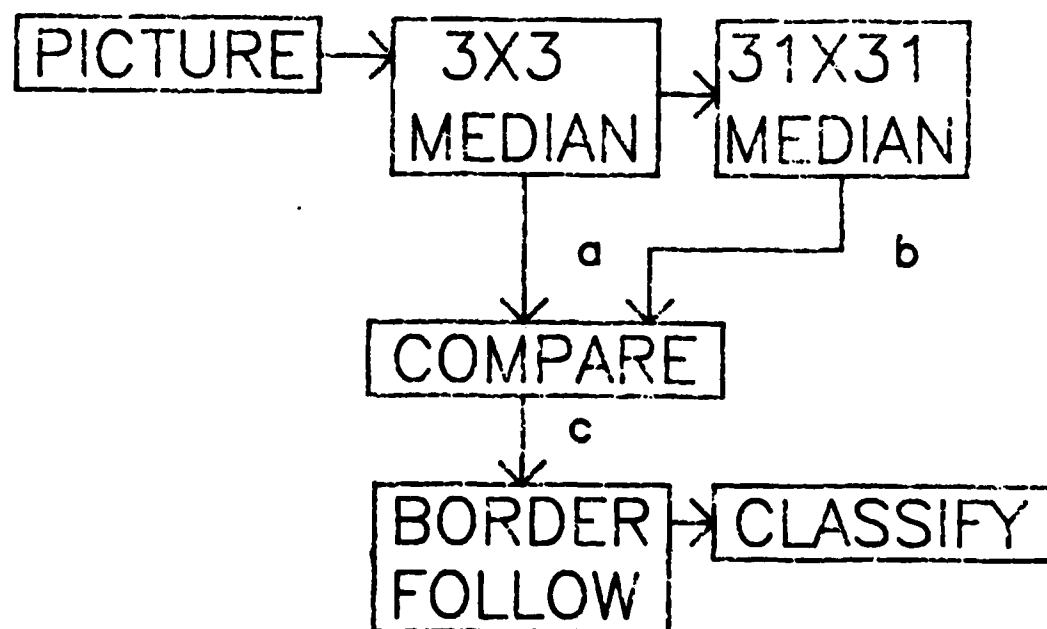 PICTURE
3X3
MEDIAN
31X31
MEDIAN
a
b
COMPARE
c
BORDER
FOLLOW
CLASSIFY